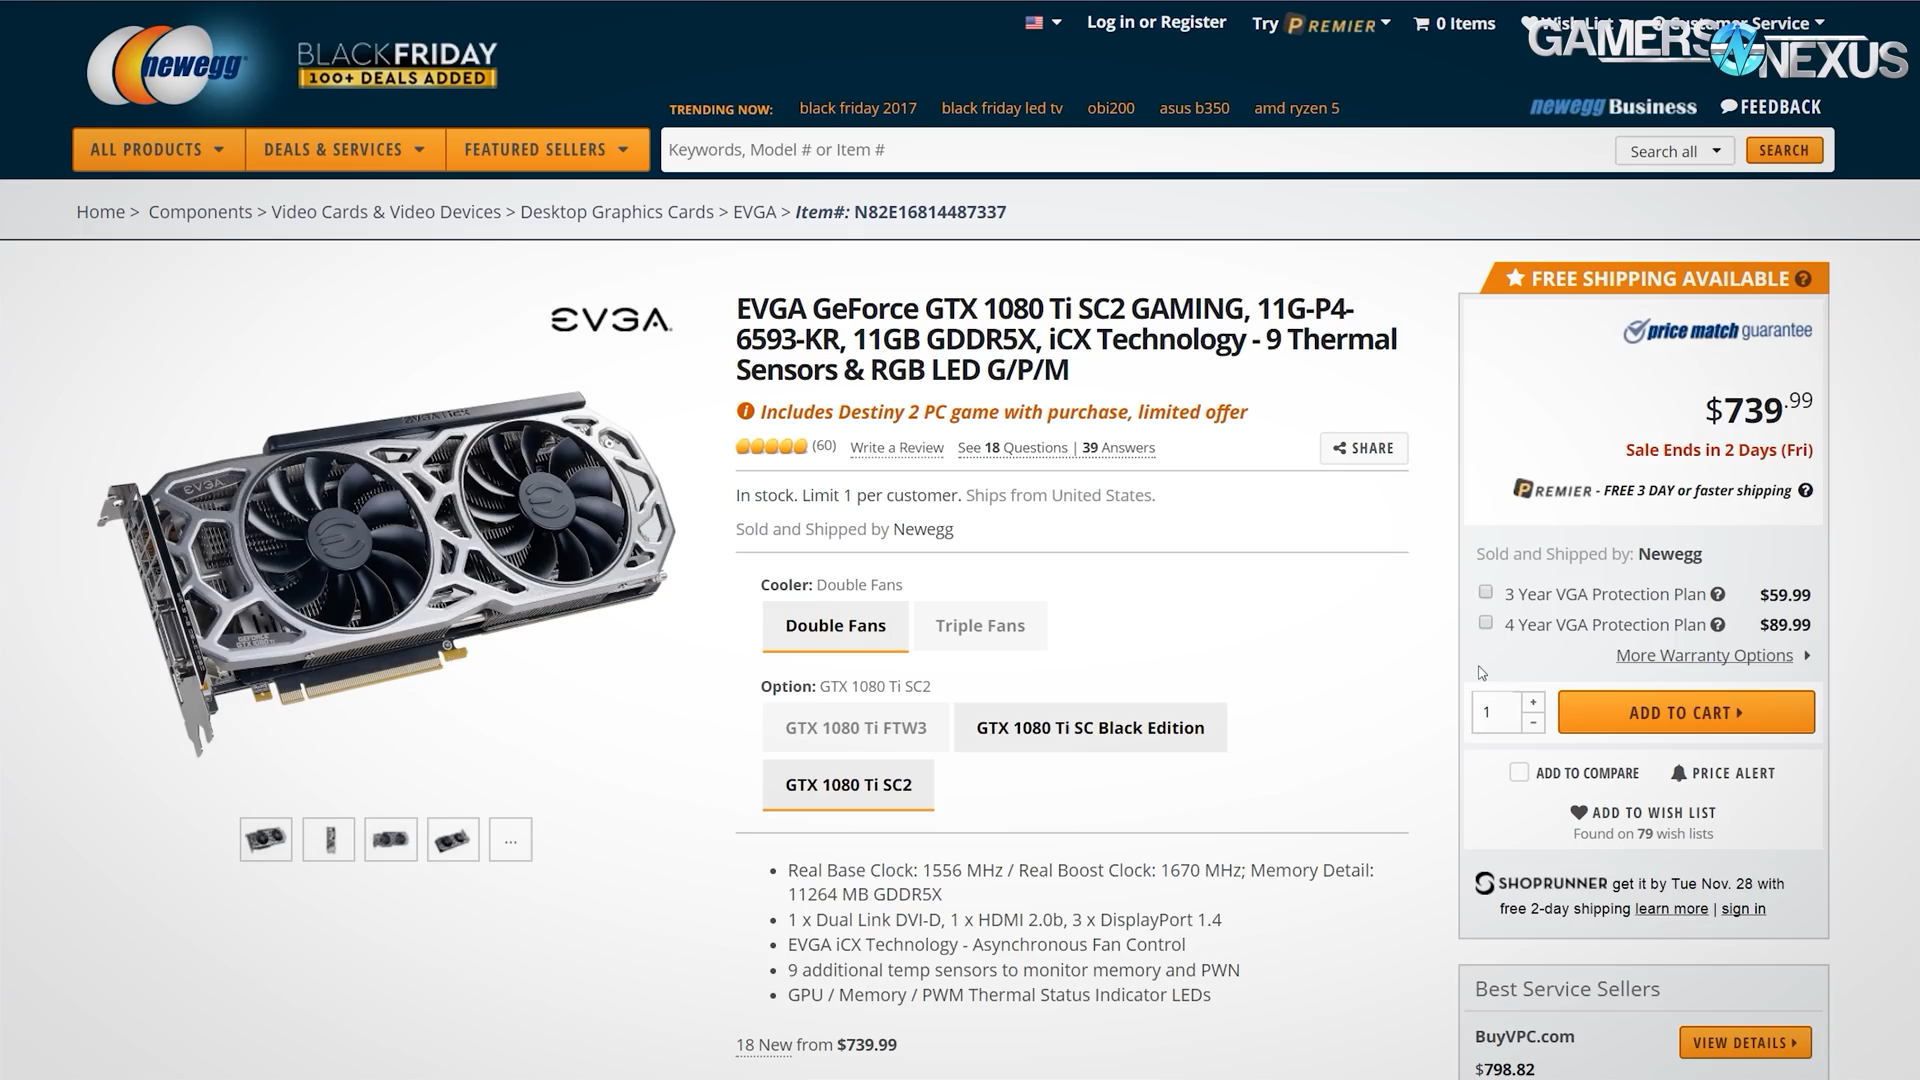 Log in or Register Try PREMIER 0 Items Wish List Customer Service
GAMERS NEXUS
newegg
BLACK FRIDAY
100+ DEALS ADDED
TRENDING NOW: black friday 2017 black friday led tv obi200 asus b350 amd ryzen 5
newegg Business FEEDBACK
ALL PRODUCTS DEALS & SERVICES FEATURED SELLERS
Keywords, Model # or Item # Search all SEARCH
Home > Components > Video Cards & Video Devices > Desktop Graphics Cards > EVGA > Item#: N82E16814487337
EVGA
EVGA GeForce GTX 1080 Ti SC2 GAMING, 11G-P4-
6593-KR, 11GB GDDR5X, iCX Technology - 9 Thermal
Sensors & RGB LED G/P/M
Includes Destiny 2 PC game with purchase, limited offer
(60) Write a Review See 18 Questions | 39 Answers SHARE
In stock. Limit 1 per customer. Ships from United States.
Sold and Shipped by Newegg
Cooler: Double Fans
Double Fans Triple Fans
Option: GTX 1080 Ti SC2
GTX 1080 Ti FTW3 GTX 1080 Ti SC Black Edition
GTX 1080 Ti SC2
EVGA
GEFORCE
GTX 1080 Ti
...
Real Base Clock: 1556 MHz / Real Boost Clock: 1670 MHz; Memory Detail:
11264 MB GDDR5X
1 x Dual Link DVI-D, 1 x HDMI 2.0b, 3 x DisplayPort 1.4
EVGA iCX Technology - Asynchronous Fan Control
9 additional temp sensors to monitor memory and PWN
GPU / Memory / PWM Thermal Status Indicator LEDs
18 New from $739.99
FREE SHIPPING AVAILABLE ?
price match guarantee
$739.99
Sale Ends in 2 Days (Fri)
PREMIER - FREE 3 DAY or faster shipping ?
Sold and Shipped by: Newegg
3 Year VGA Protection Plan ? $59.99
4 Year VGA Protection Plan ? $89.99
More Warranty Options
1 + - ADD TO CART
ADD TO COMPARE PRICE ALERT
ADD TO WISH LIST
Found on 79 wish lists
SHOPRUNNER get it by Tue Nov. 28 with
free 2-day shipping learn more | sign in
Best Service Sellers
BuyVPC.com
VIEW DETAILS
$798.82